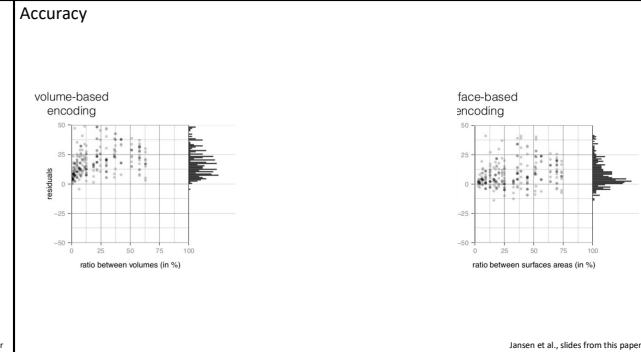 Accuracy
volume-based
encoding
50
25
0
−25
−50
residuals
0
25
50
75
100
ratio between volumes (in %)
face-based
encoding
50
25
0
−25
−50
0
25
50
75
100
ratio between surfaces areas (in %)
r
Jansen et al., slides from this paper